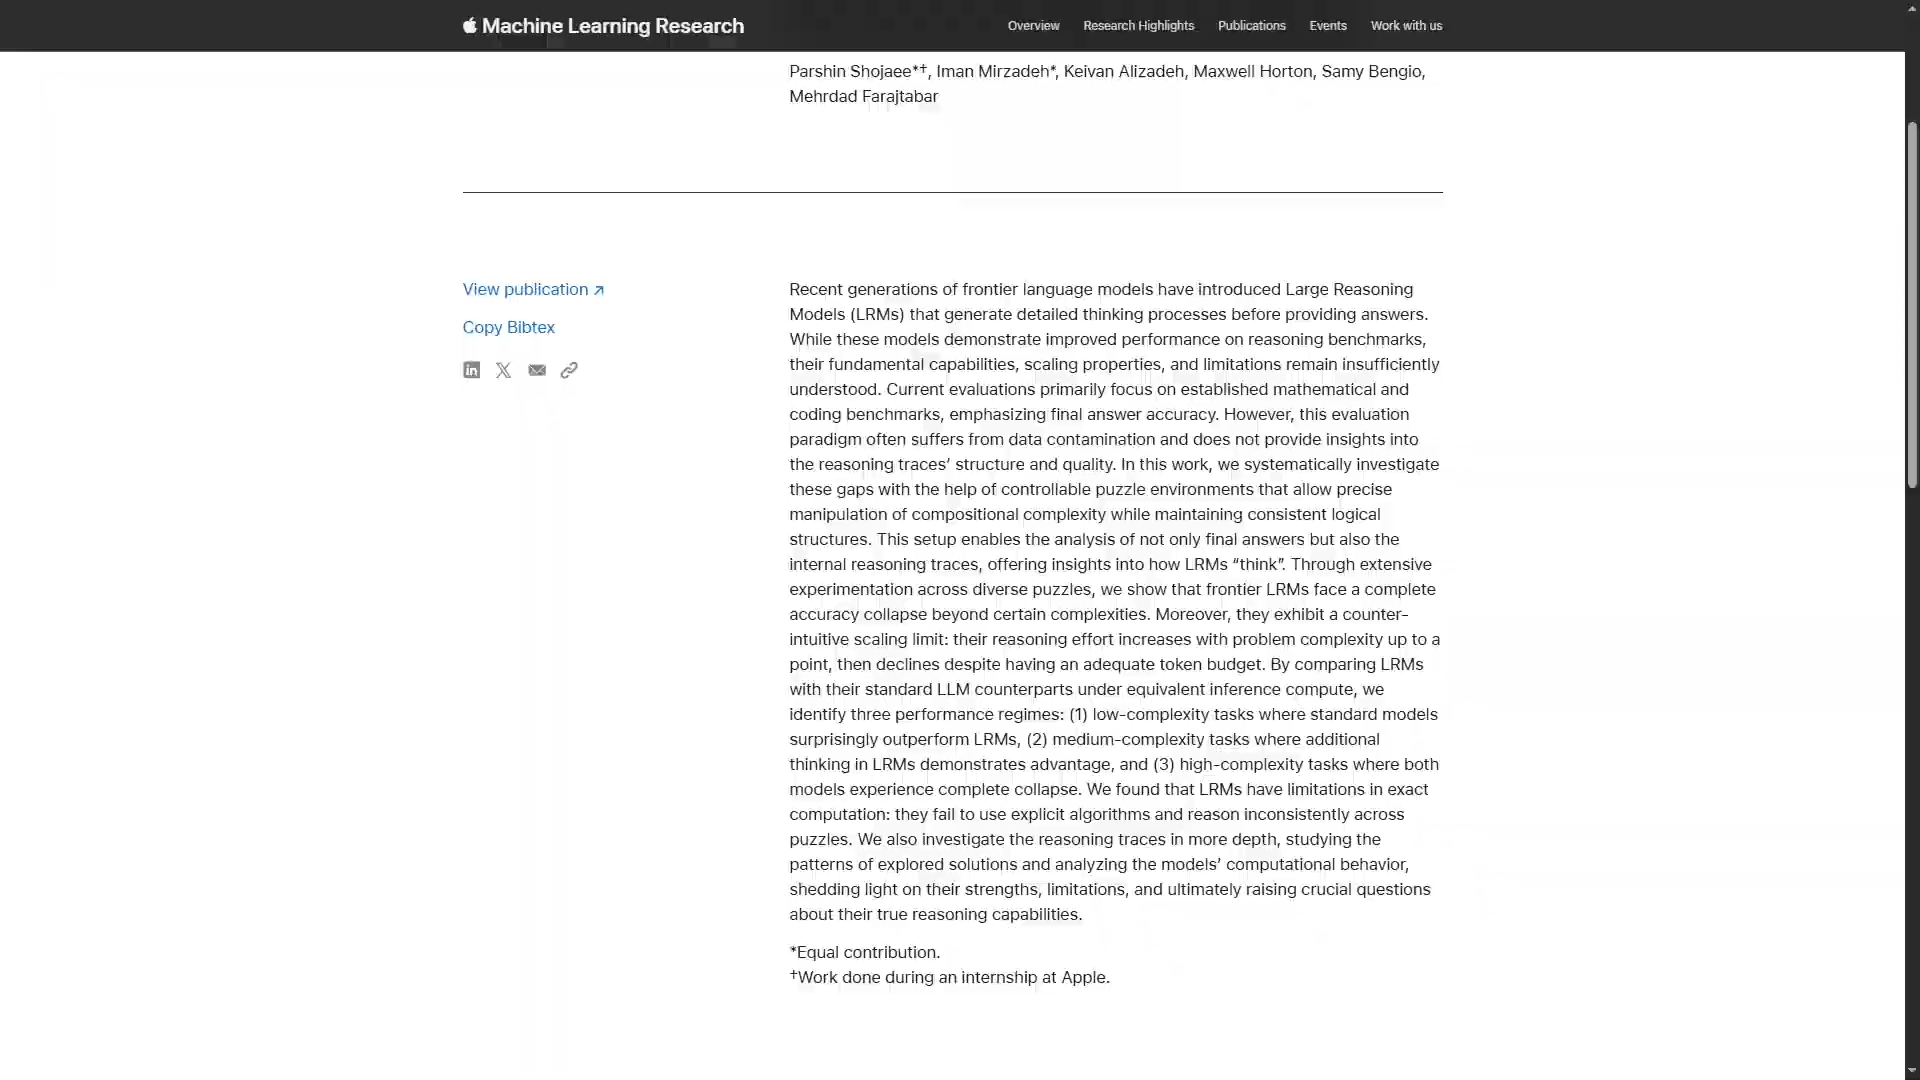 Machine Learning Research
Overview
Research Highlights
Publications
Events
Work with us
Parshin Shojaee*†, Iman Mirzadeh*, Keivan Alizadeh, Maxwell Horton, Samy Bengio,
Mehrdad Farajtabar
View publication ↗
Copy Bibtex
Recent generations of frontier language models have introduced Large Reasoning
Models (LRMs) that generate detailed thinking processes before providing answers.
While these models demonstrate improved performance on reasoning benchmarks,
their fundamental capabilities, scaling properties, and limitations remain insufficiently
understood. Current evaluations primarily focus on established mathematical and
coding benchmarks, emphasizing final answer accuracy. However, this evaluation
paradigm often suffers from data contamination and does not provide insights into
the reasoning traces’ structure and quality. In this work, we systematically investigate
these gaps with the help of controllable puzzle environments that allow precise
manipulation of compositional complexity while maintaining consistent logical
structures. This setup enables the analysis of not only final answers but also the
internal reasoning traces, offering insights into how LRMs “think”. Through extensive
experimentation across diverse puzzles, we show that frontier LRMs face a complete
accuracy collapse beyond certain complexities. Moreover, they exhibit a counter-
intuitive scaling limit: their reasoning effort increases with problem complexity up to a
point, then declines despite having an adequate token budget. By comparing LRMs
with their standard LLM counterparts under equivalent inference compute, we
identify three performance regimes: (1) low-complexity tasks where standard models
surprisingly outperform LRMs, (2) medium-complexity tasks where additional
thinking in LRMs demonstrates advantage, and (3) high-complexity tasks where both
models experience complete collapse. We found that LRMs have limitations in exact
computation: they fail to use explicit algorithms and reason inconsistently across
puzzles. We also investigate the reasoning traces in more depth, studying the
patterns of explored solutions and analyzing the models’ computational behavior,
shedding light on their strengths, limitations, and ultimately raising crucial questions
about their true reasoning capabilities.
*Equal contribution.
†Work done during an internship at Apple.